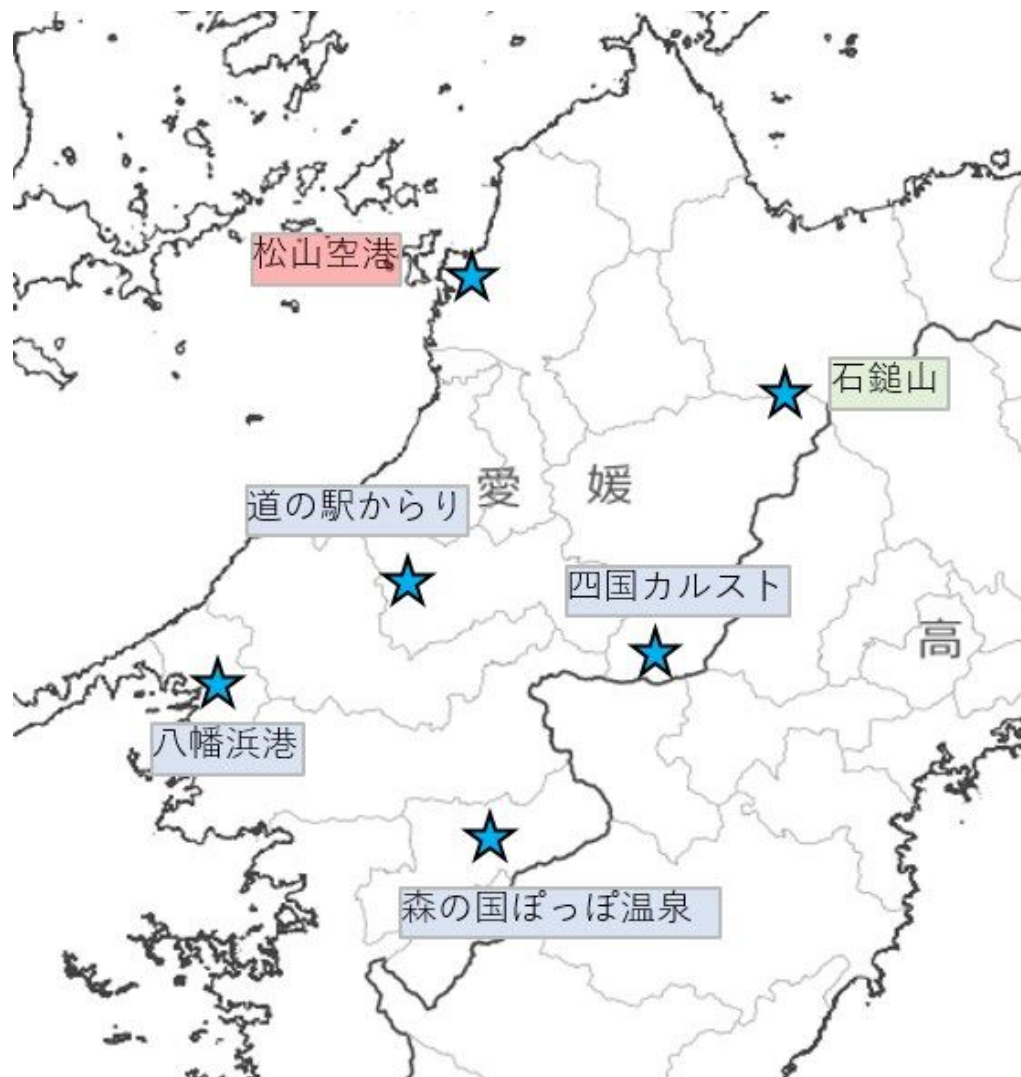 松山空港
石鎚山
愛媛
道の駅からり
四国カルスト
高
八幡浜港
森の国ぽっぽ温泉